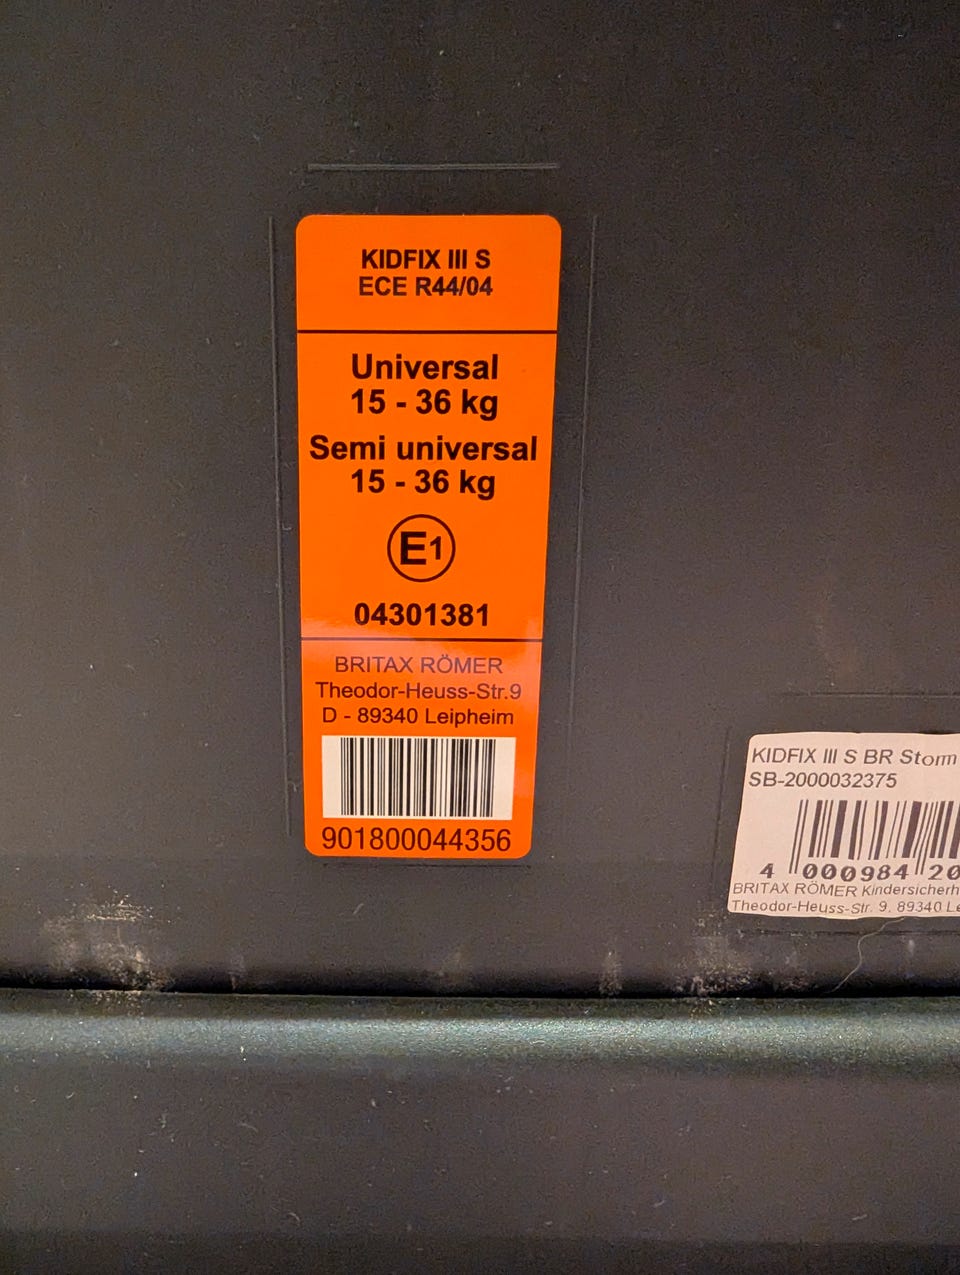 KIDFIX III S
ECE R44/04
Universal
15 - 36 kg
Semi universal
15 - 36 kg
E1
04301381
BRITAX RÖMER
Theodor-Heuss-Str.9
D - 89340 Leipheim
901800044356
KIDFIX III S BR Storm
SB-2000032375
4 000984 20
BRITAX RÖMER
Theodor-Heuss-Str. 9, 89340